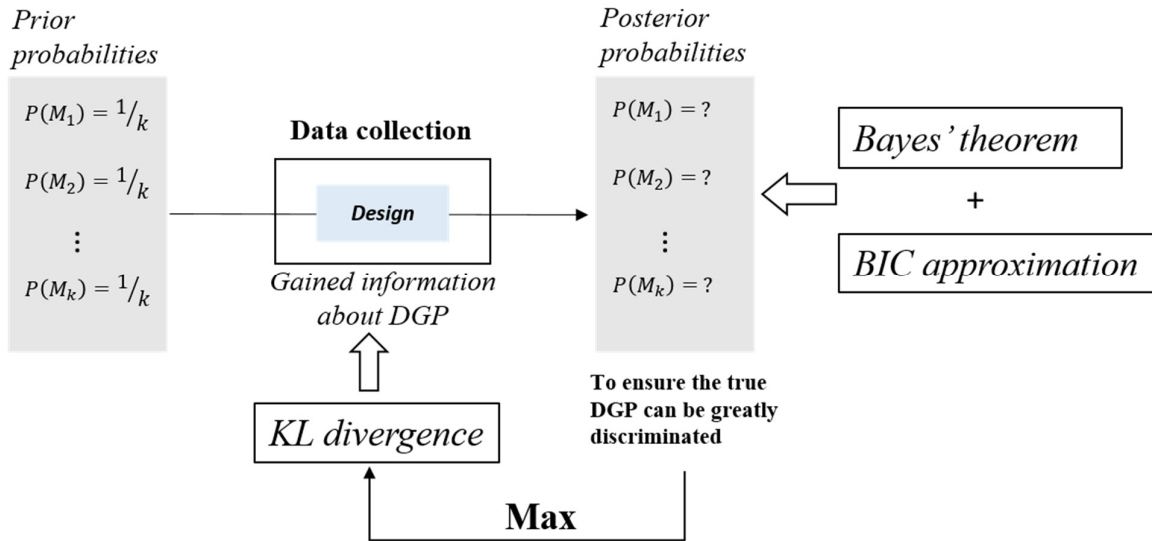 Prior
probabilities
P(M₁) = 1/k
P(M₂) = 1/k
⋮
P(Mₖ) = 1/k
Data collection
Design
Gained information
about DGP
KL divergence
Max
Posterior
probabilities
P(M₁) = ?
P(M₂) = ?
⋮
P(Mₖ) = ?
To ensure the true
DGP can be greatly
discriminated
Bayes’ theorem
+
BIC approximation